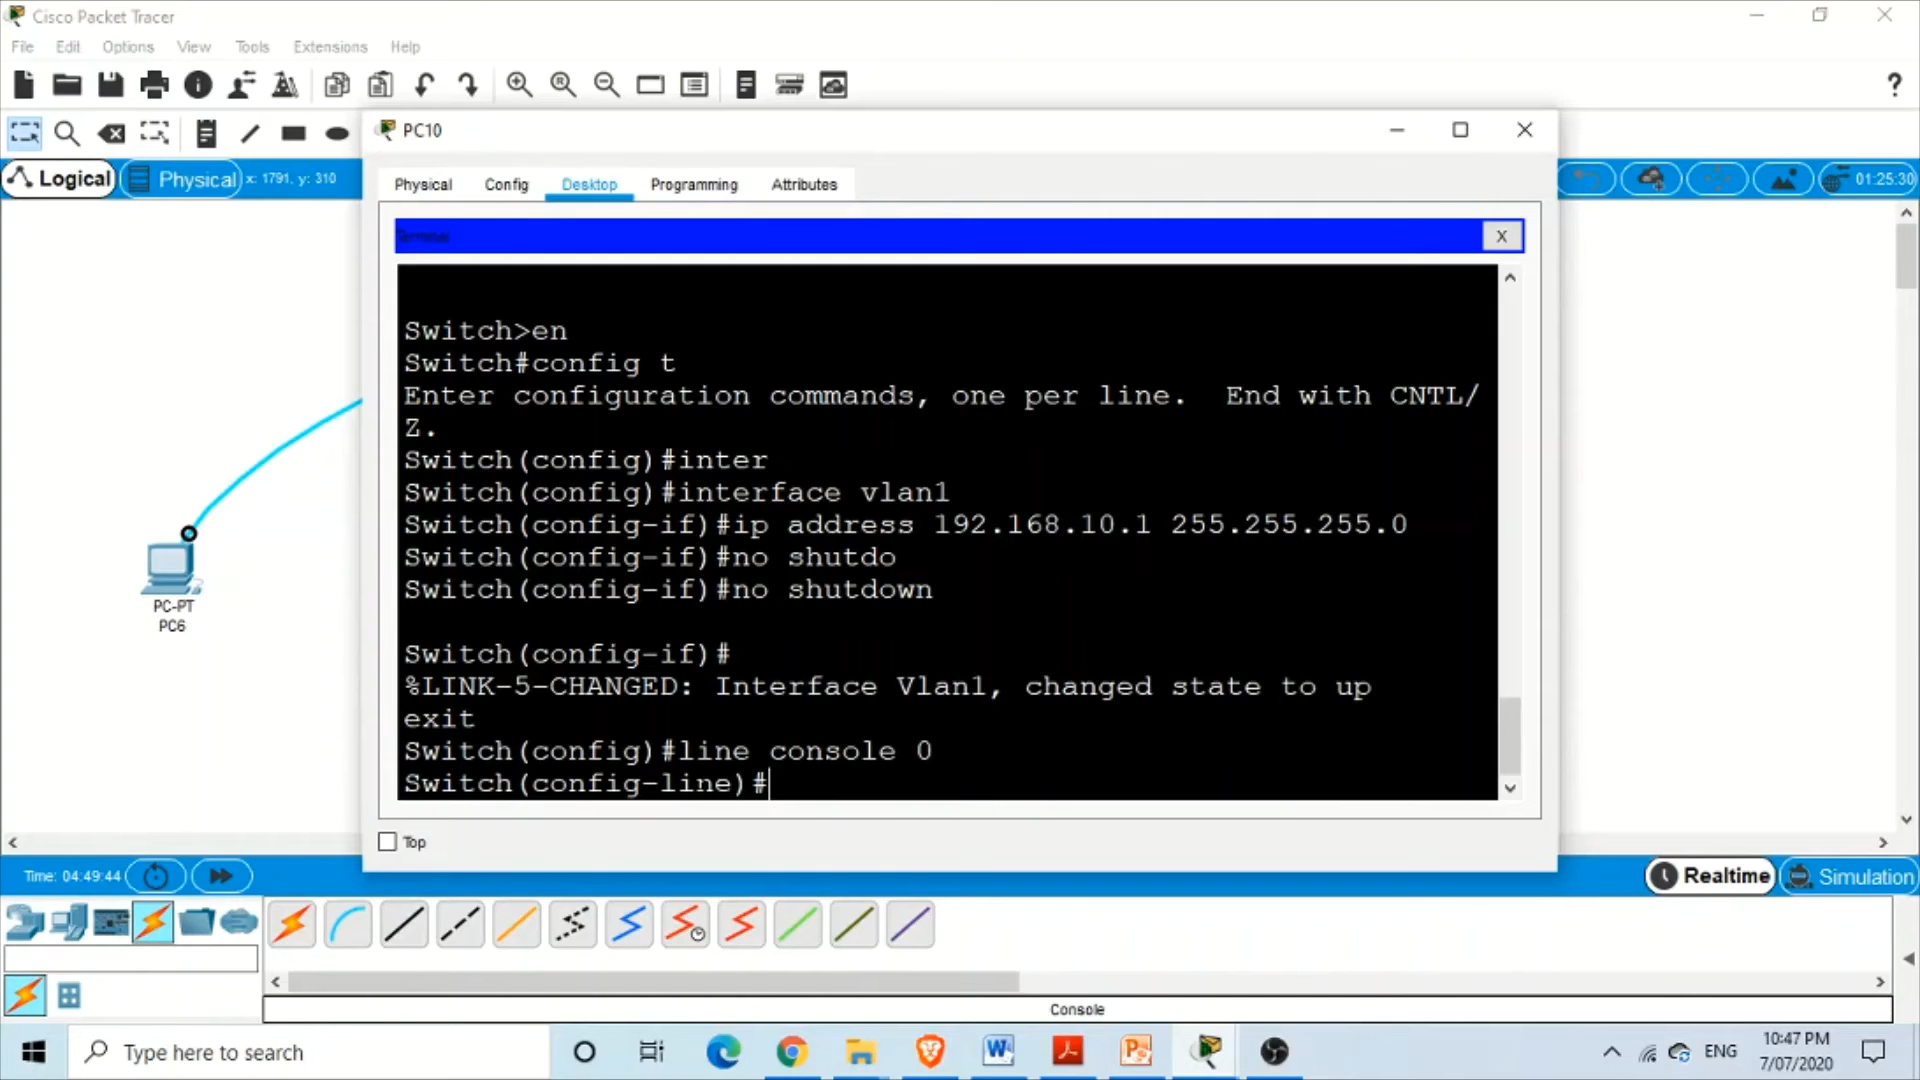 Cisco Packet Tracer
File Edit Options View Tools Extensions Help
PC10
Logical Physical x: 1791, y: 310
01:25:30
Physical Config Desktop Programming Attributes
Terminal
X
Switch>en
Switch#config t
Enter configuration commands, one per line.  End with CNTL/
Z.
Switch(config)#inter
Switch(config)#interface vlan1
Switch(config-if)#ip address 192.168.10.1 255.255.255.0
Switch(config-if)#no shutdo
Switch(config-if)#no shutdown
Switch(config-if)#
%LINK-5-CHANGED: Interface Vlan1, changed state to up
exit
Switch(config)#line console 0
Switch(config-line)#
PC-PT
PC6
Top
Time: 04:49:44
Realtime Simulation
Console
Type here to search
ENG
10:47 PM
7/07/2020